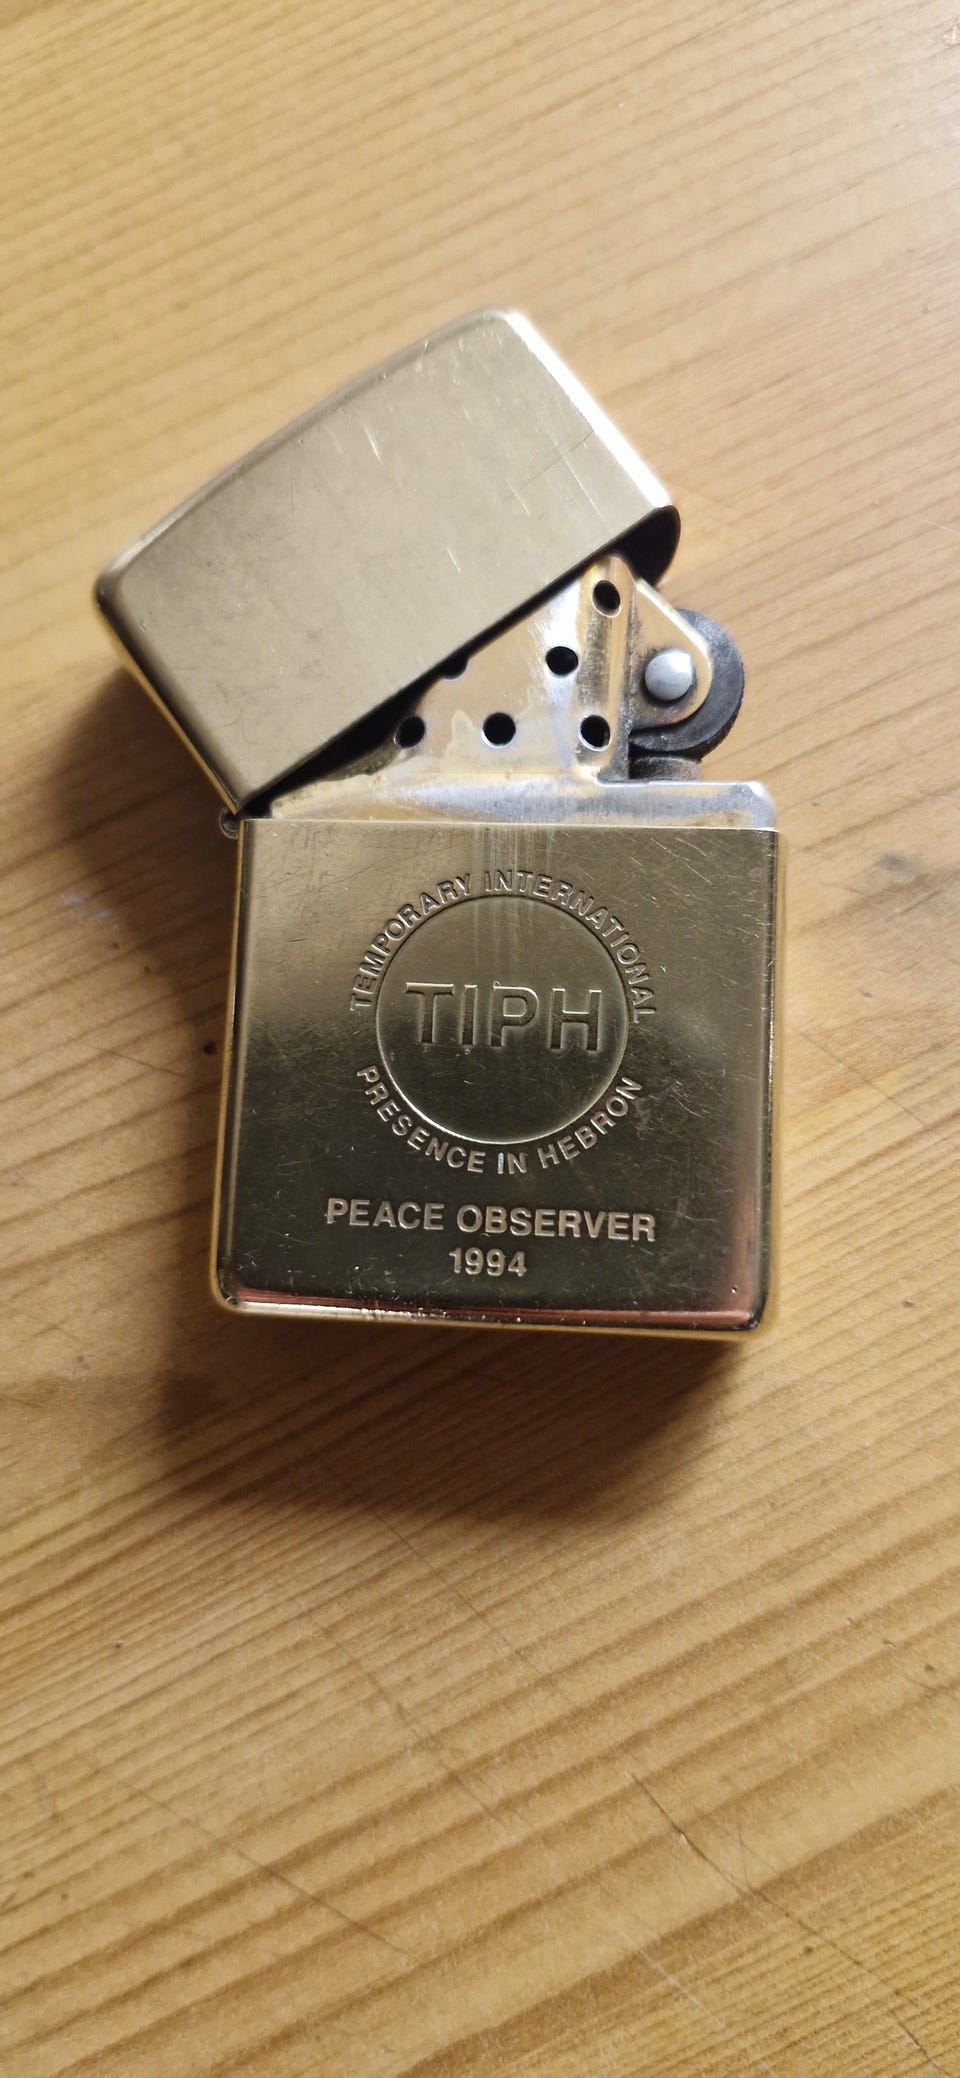 TEMPORARY INTERNATIONAL
TIPH
PRESENCE IN HEBRON
PEACE OBSERVER
1994